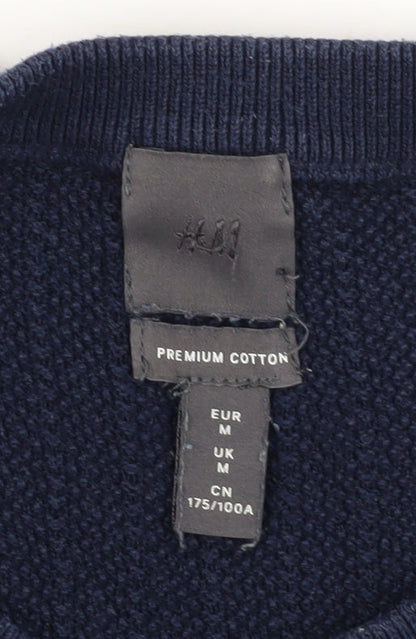 H&M
PREMIUM COTTON
EUR
M
UK
M
CN
175/100A